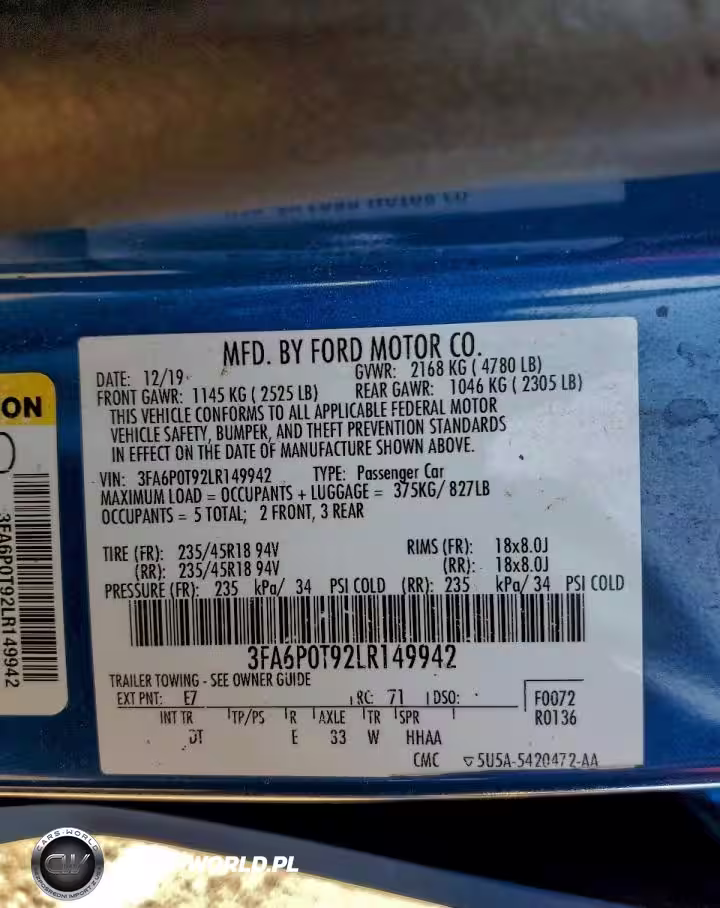 MFD. BY FORD MOTOR CO.
DATE: 12/19 GVWR: 2168 KG ( 4780 LB)
FRONT GAWR: 1145 KG ( 2525 LB) REAR GAWR: 1046 KG ( 2305 LB)
THIS VEHICLE CONFORMS TO ALL APPLICABLE FEDERAL MOTOR
VEHICLE SAFETY, BUMPER, AND THEFT PREVENTION STANDARDS
IN EFFECT ON THE DATE OF MANUFACTURE SHOWN ABOVE.
VIN: 3FA6P0T92LR149942 TYPE: Passenger Car
MAXIMUM LOAD = OCCUPANTS + LUGGAGE = 375KG/ 827LB
OCCUPANTS = 5 TOTAL; 2 FRONT, 3 REAR
TIRE (FR): 235/45R18 94V RIMS (FR): 18x8.0J
(RR): 235/45R18 94V (RR): 18x8.0J
PRESSURE (FR): 235 kPa/ 34 PSI COLD (RR): 235 kPa/ 34 PSI COLD
3FA6P0T92LR149942
TRAILER TOWING - SEE OWNER GUIDE
EXT PNT: E7 RC: 71 DSO: F0072
INT TR TP/PS R AXLE TR SPR R0136
DT E 33 W HHAA
CMC 5U5A-5420472-AA
ON
3FA6P0T92LR149942
CARS-WORLD
CW
WORLD.PL